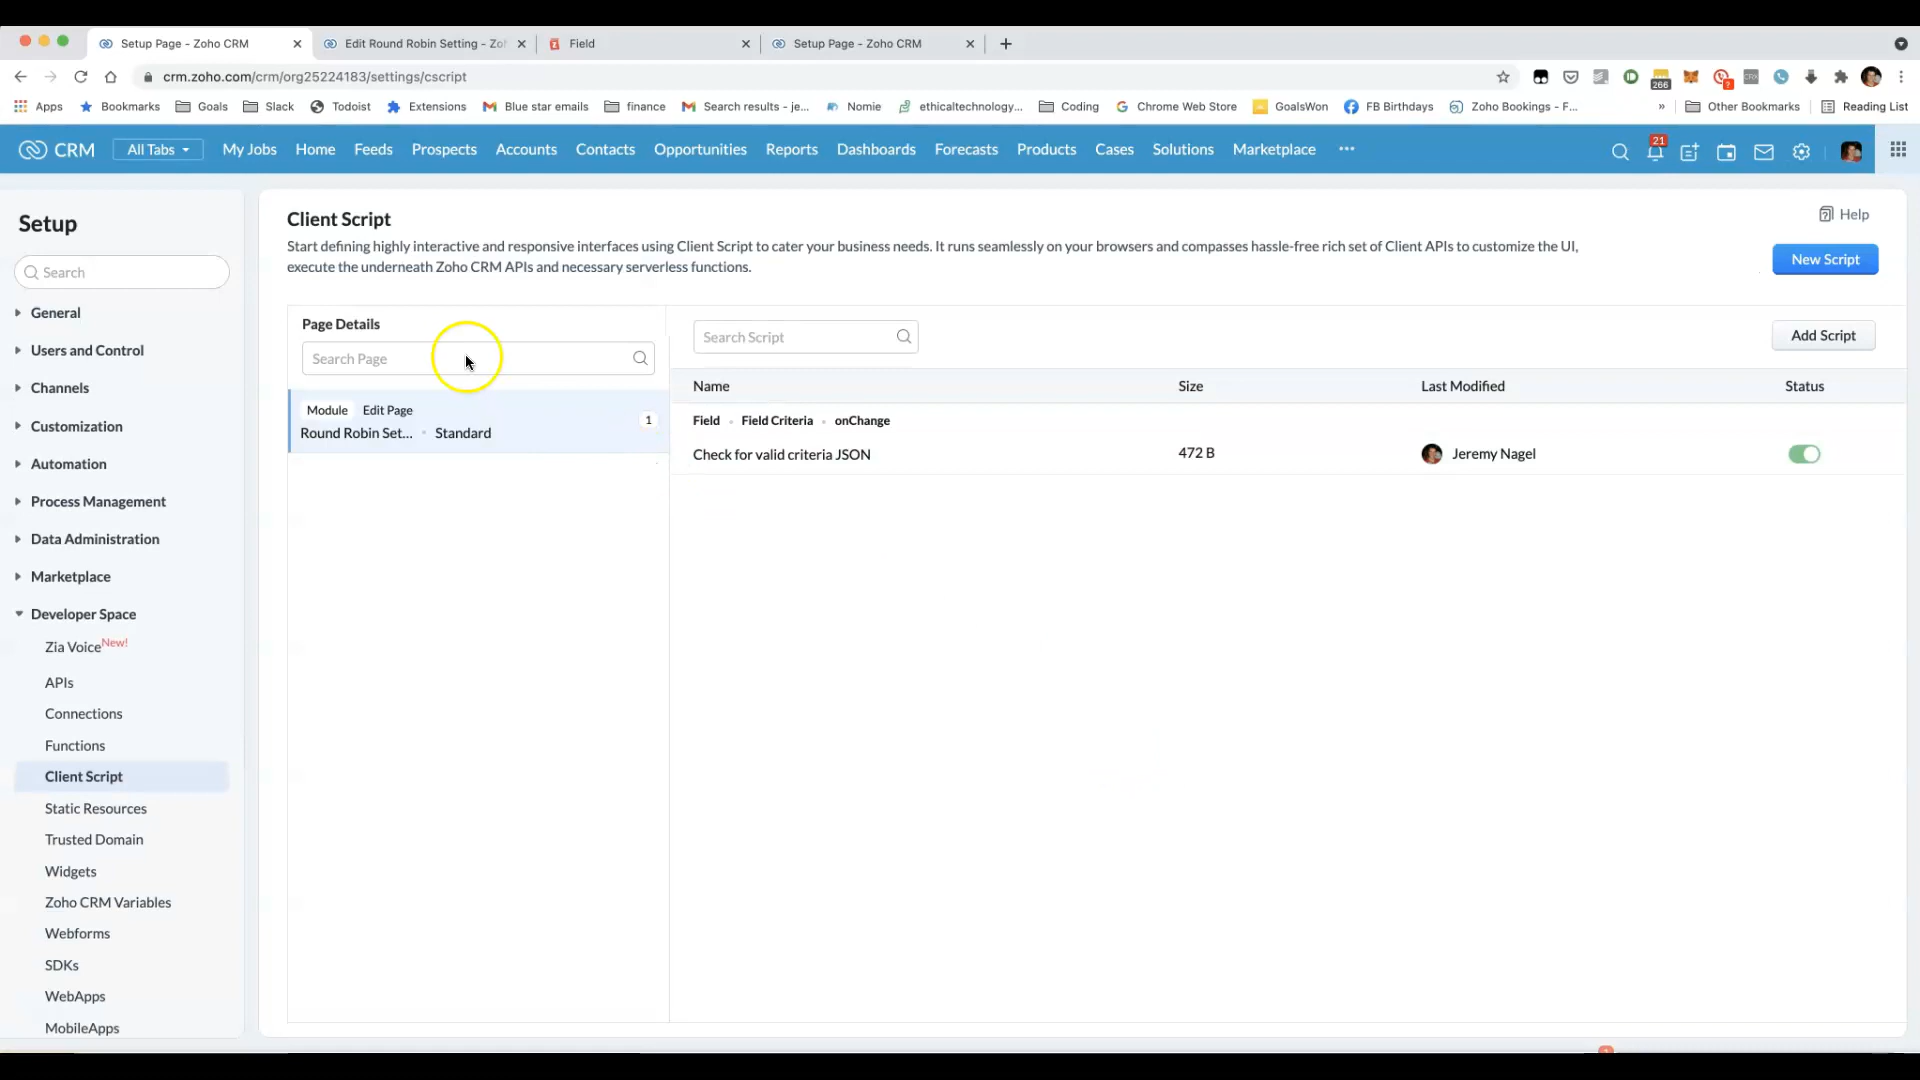 Setup Page - Zoho CRM
Edit Round Robin Setting - Zoh
Field
Setup Page - Zoho CRM
crm.zoho.com/crm/org25224183/settings/cscript
266
Apps
Bookmarks
Goals
Slack
Todoist
Extensions
Blue star emails
finance
Search results - je...
Nomie
ethicaltechnology...
Coding
Chrome Web Store
GoalsWon
FB Birthdays
Zoho Bookings - F...
»
Other Bookmarks
Reading List
CRM
All Tabs
My Jobs
Home
Feeds
Prospects
Accounts
Contacts
Opportunities
Reports
Dashboards
Forecasts
Products
Cases
Solutions
Marketplace
21
Setup
Search
General
Users and Control
Channels
Customization
Automation
Process Management
Data Administration
Marketplace
Developer Space
Zia Voice New!
APIs
Connections
Functions
Client Script
Static Resources
Trusted Domain
Widgets
Zoho CRM Variables
Webforms
SDKs
WebApps
MobileApps
Client Script
Help
Start defining highly interactive and responsive interfaces using Client Script to cater your business needs. It runs seamlessly on your browsers and compasses hassle-free rich set of Client APIs to customize the UI,
execute the underneath Zoho CRM APIs and necessary serverless functions.
New Script
Page Details
Search Page
Module Edit Page
1
Round Robin Set... • Standard
Search Script
Add Script
Name Size Last Modified Status
Field • Field Criteria • onChange
Check for valid criteria JSON 472 B Jeremy Nagel